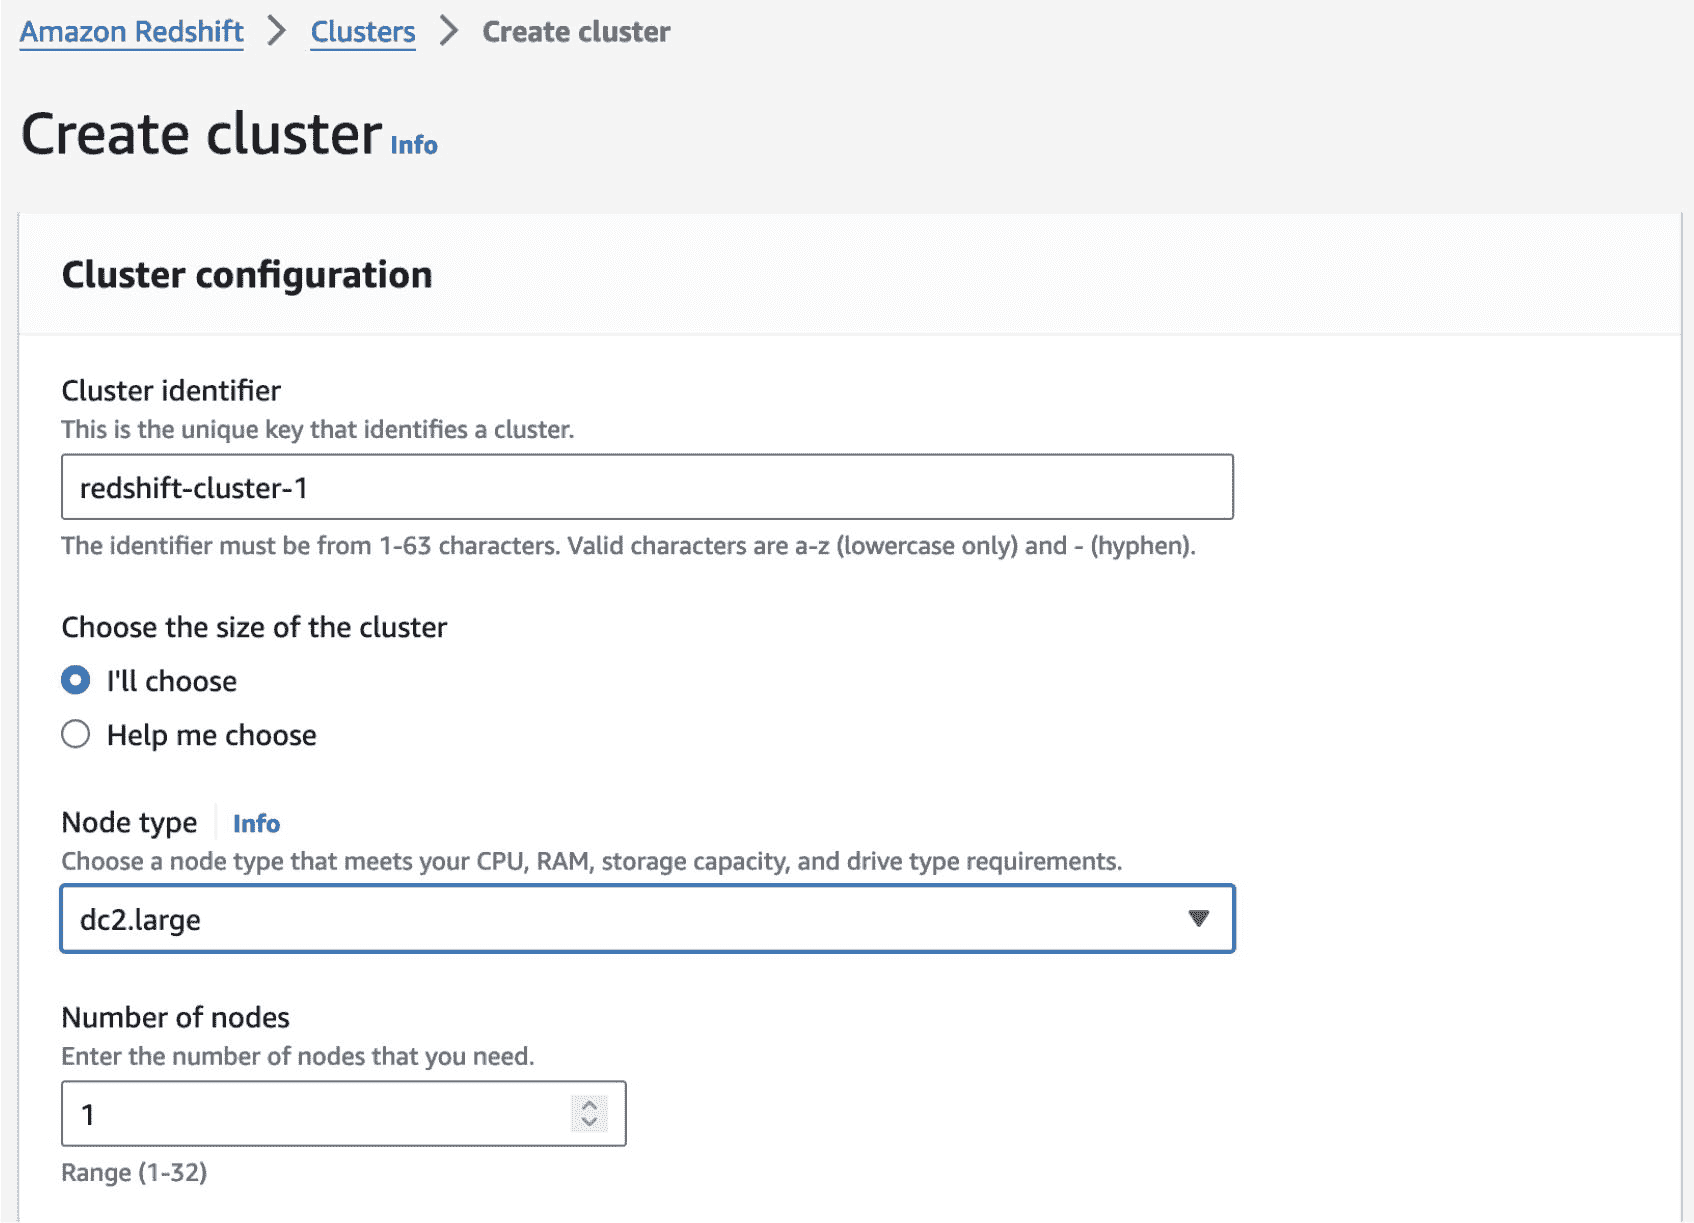 Amazon Redshift > Clusters > Create cluster
Create cluster Info
Cluster configuration
Cluster identifier
This is the unique key that identifies a cluster.
redshift-cluster-1
The identifier must be from 1-63 characters. Valid characters are a-z (lowercase only) and - (hyphen).
Choose the size of the cluster
I'll choose
Help me choose
Node type Info
Choose a node type that meets your CPU, RAM, storage capacity, and drive type requirements.
dc2.large
Number of nodes
Enter the number of nodes that you need.
1
Range (1-32)